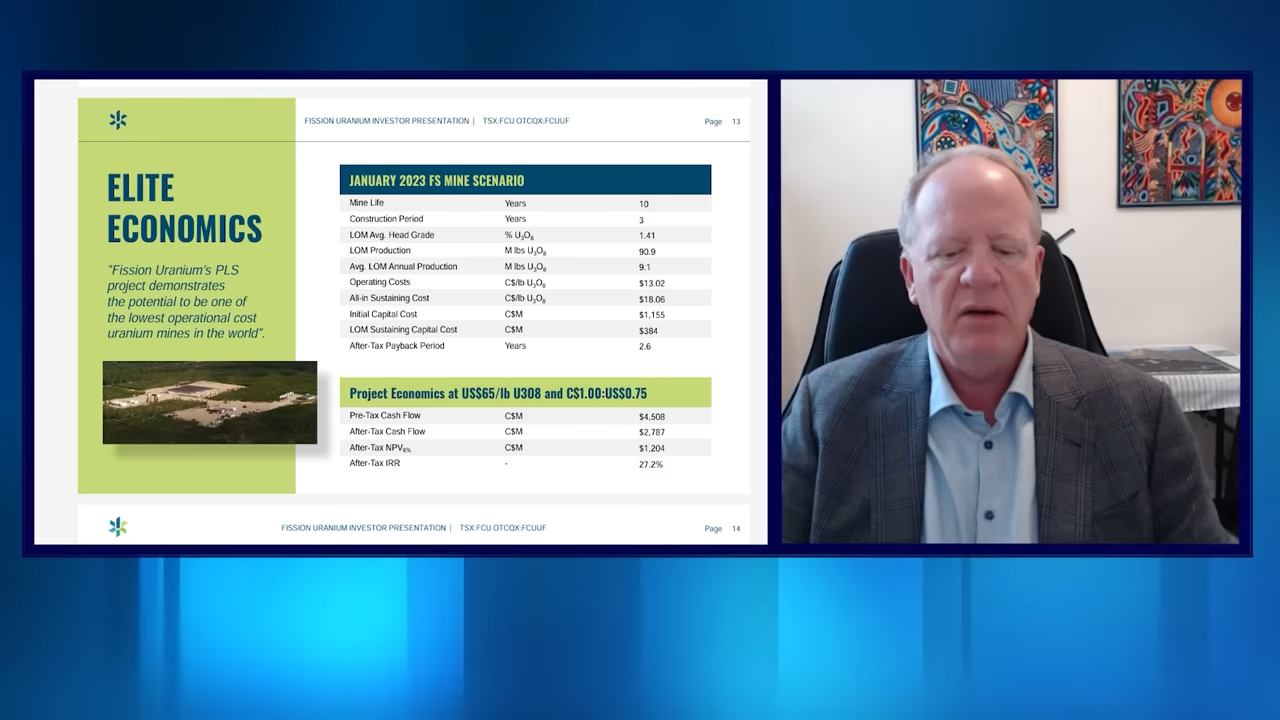 FISSION URANIUM INVESTOR PRESENTATION | TSX:FCU OTCQX:FCUUF Page 13
ELITE
ECONOMICS
"Fission Uranium's PLS
project demonstrates
the potential to be one of
the lowest operational cost
uranium mines in the world".
JANUARY 2023 FS MINE SCENARIO
Mine Life Years 10
Construction Period Years 3
LOM Avg. Head Grade % U₃O₈ 1.41
LOM Production M lbs U₃O₈ 90.9
Avg. LOM Annual Production M lbs U₃O₈ 9.1
Operating Costs C$/lb U₃O₈ $13.02
All-in Sustaining Cost C$/lb U₃O₈ $18.06
Initial Capital Cost C$M $1,155
LOM Sustaining Capital Cost C$M $384
After-Tax Payback Period Years 2.6
Project Economics at US$65/lb U3O8 and C$1.00:US$0.75
Pre-Tax Cash Flow C$M $4,508
After-Tax Cash Flow C$M $2,787
After-Tax NPV₈% C$M $1,204
After-Tax IRR - 27.2%
FISSION URANIUM INVESTOR PRESENTATION | TSX:FCU OTCQX:FCUUF Page 14